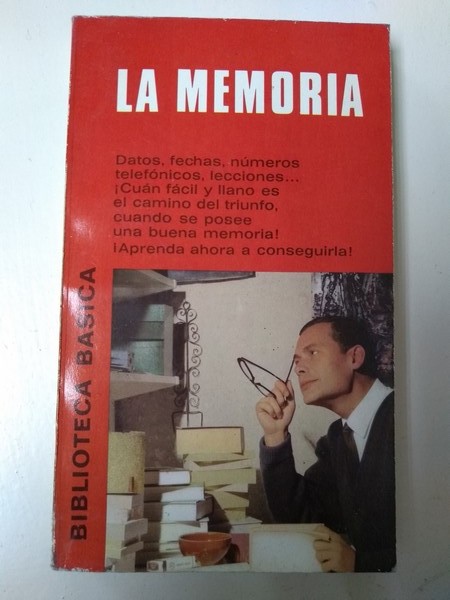 LA MEMORIA
Datos, fechas, números
telefónicos, lecciones...
¡Cuán fácil y llano es
el camino del triunfo,
cuando se posee
una buena memoria!
¡Aprenda ahora a conseguirla!
BIBLIOTECA BASICA